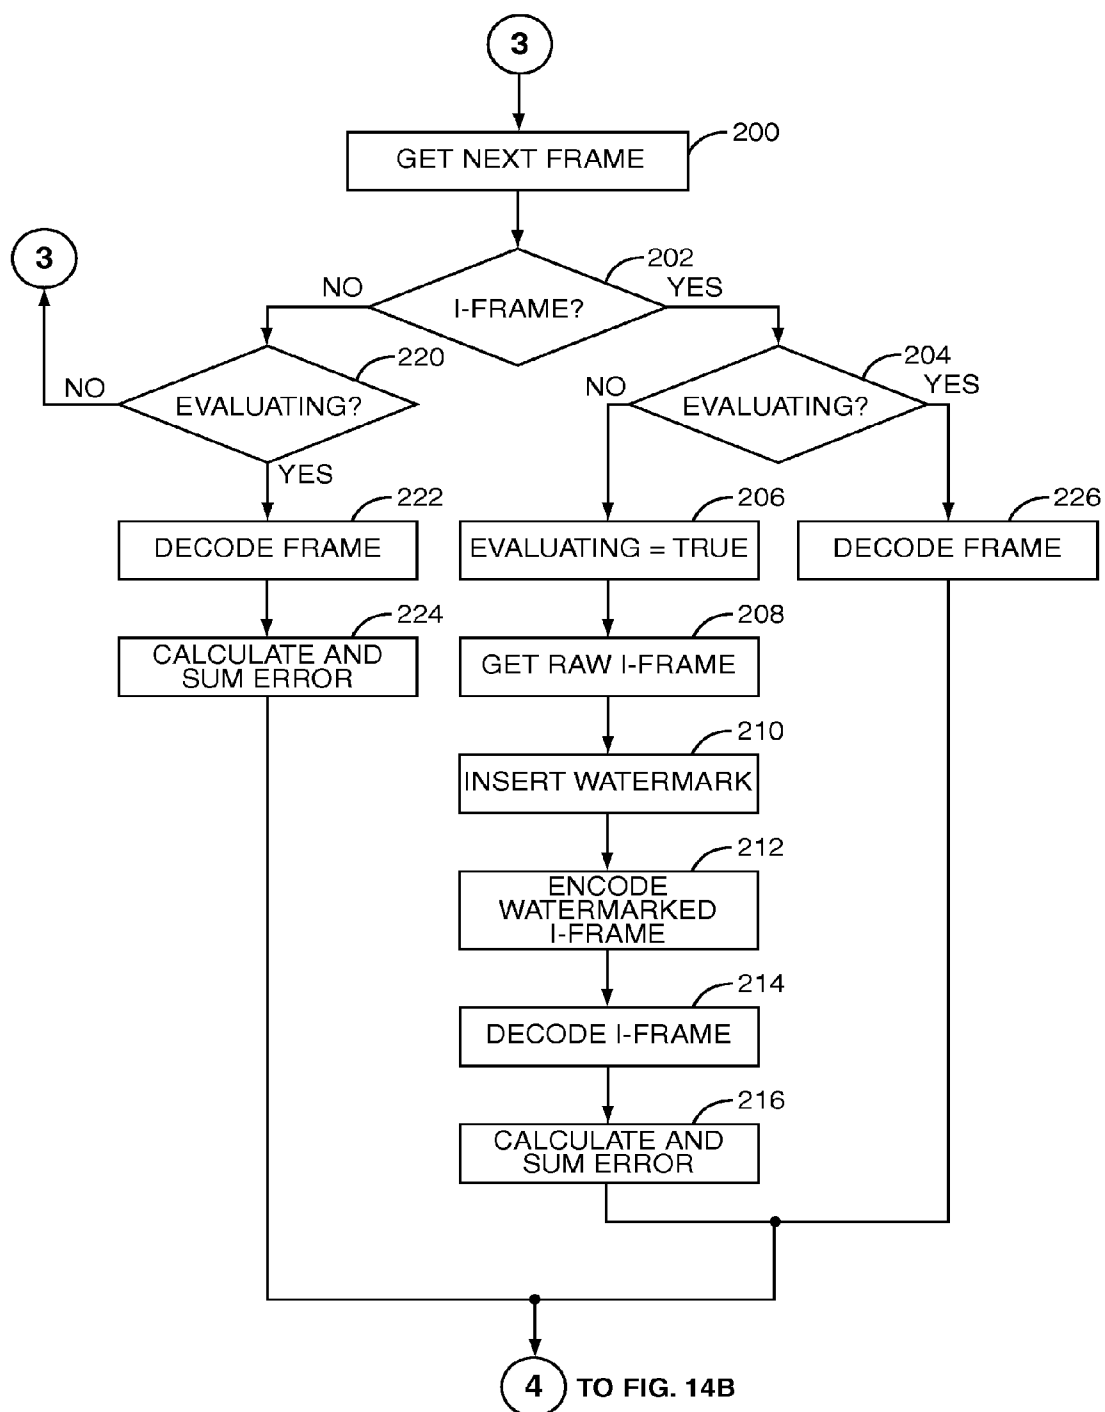 3
200
GET NEXT FRAME
3
202
NO
YES
I-FRAME?
220
204
NO
EVALUATING?
NO
EVALUATING?
YES
YES
222
206
226
DECODE FRAME
EVALUATING = TRUE
DECODE FRAME
224
208
CALCULATE AND
SUM ERROR
GET RAW I-FRAME
210
INSERT WATERMARK
212
ENCODE
WATERMARKED
I-FRAME
214
DECODE I-FRAME
216
CALCULATE AND
SUM ERROR
4 TO FIG. 14B